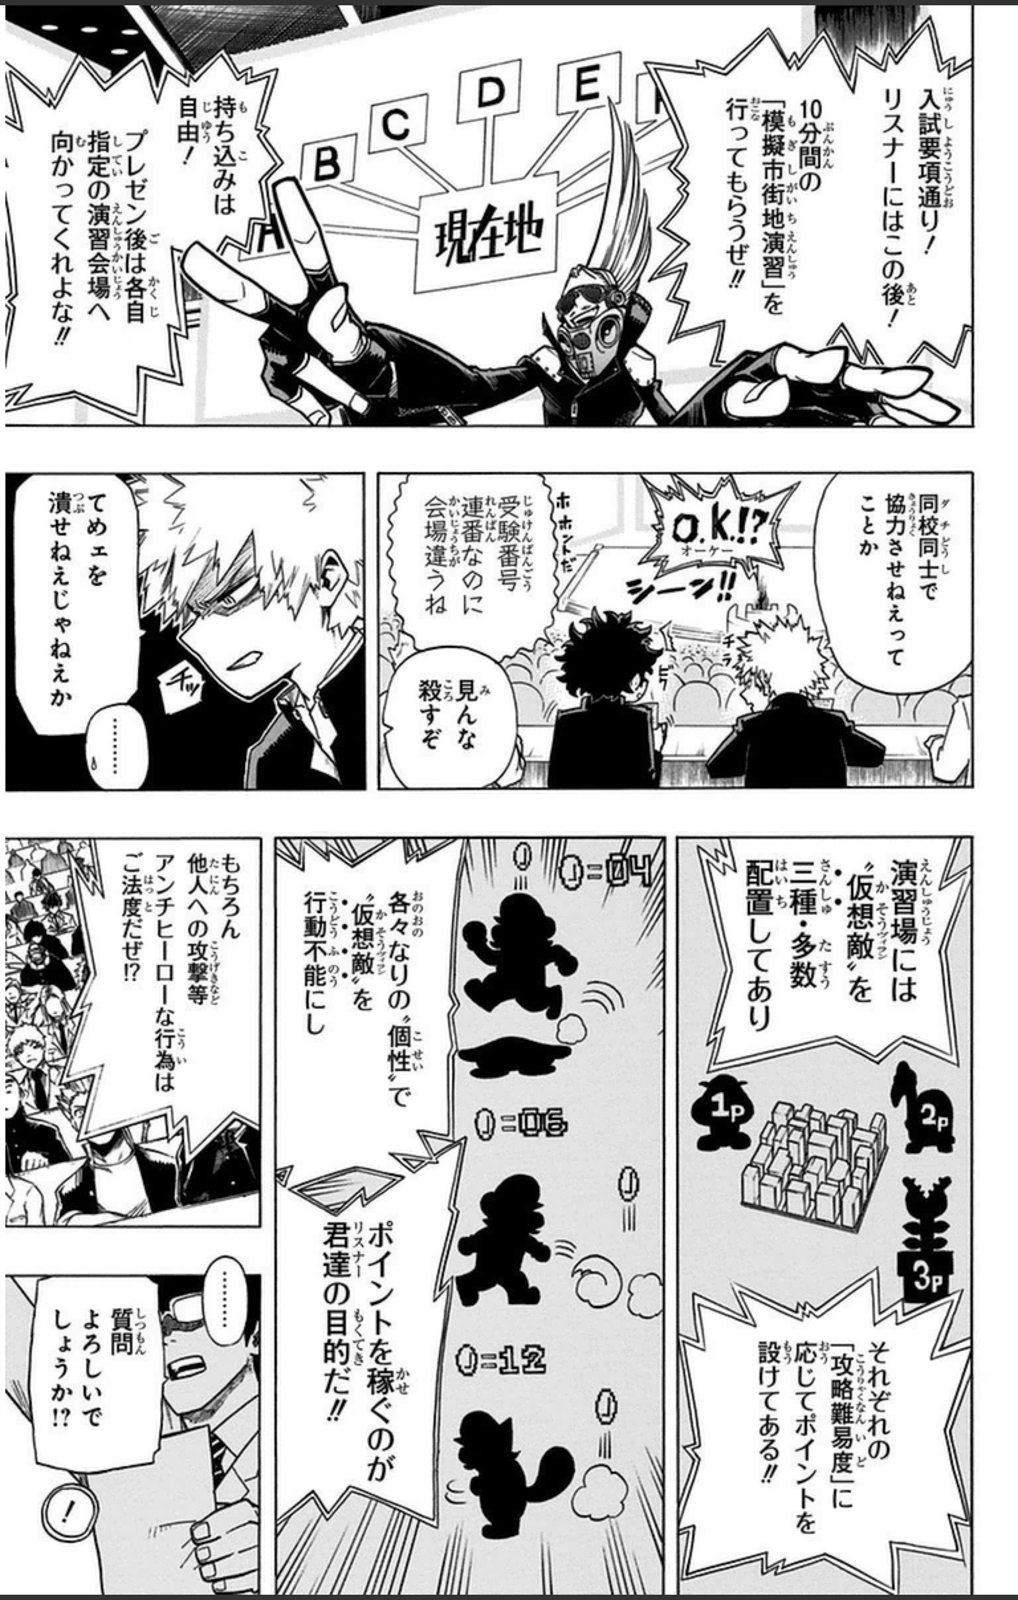 入試要項通り！
リスナーにはこの後！
10分間の
「模擬市街地演習」を
行ってもらうぜ!!
A
B
C
D
E
F
現在地
持ち込みは
自由！
プレゼン後は各自
指定の演習会場へ
向かってくれよな!!
同校同士で
協力させねえって
ことか
O.K.!?
オーケー
シーン!!
ホホントだ
チラ
受験番号
連番なのに
会場違うね
見んな
殺すぞ
チッ
てめェを
潰せねえじゃねえか
………
演習場には
〝仮想敵〟を
三種・多数
配置してあり
1P
2P
3P
それぞれの
「攻略難易度」に
応じてポイントを
設けてある!!
0=04
0=06
0=12
各々なりの〝個性〟で
〝仮想敵〟を
行動不能にし
ポイントを稼ぐのが
君達の目的だ!!
もちろん
他人への攻撃等
アンチヒーローな行為は
ご法度だぜ!?
………
質問
よろしいで
しょうか!?
！